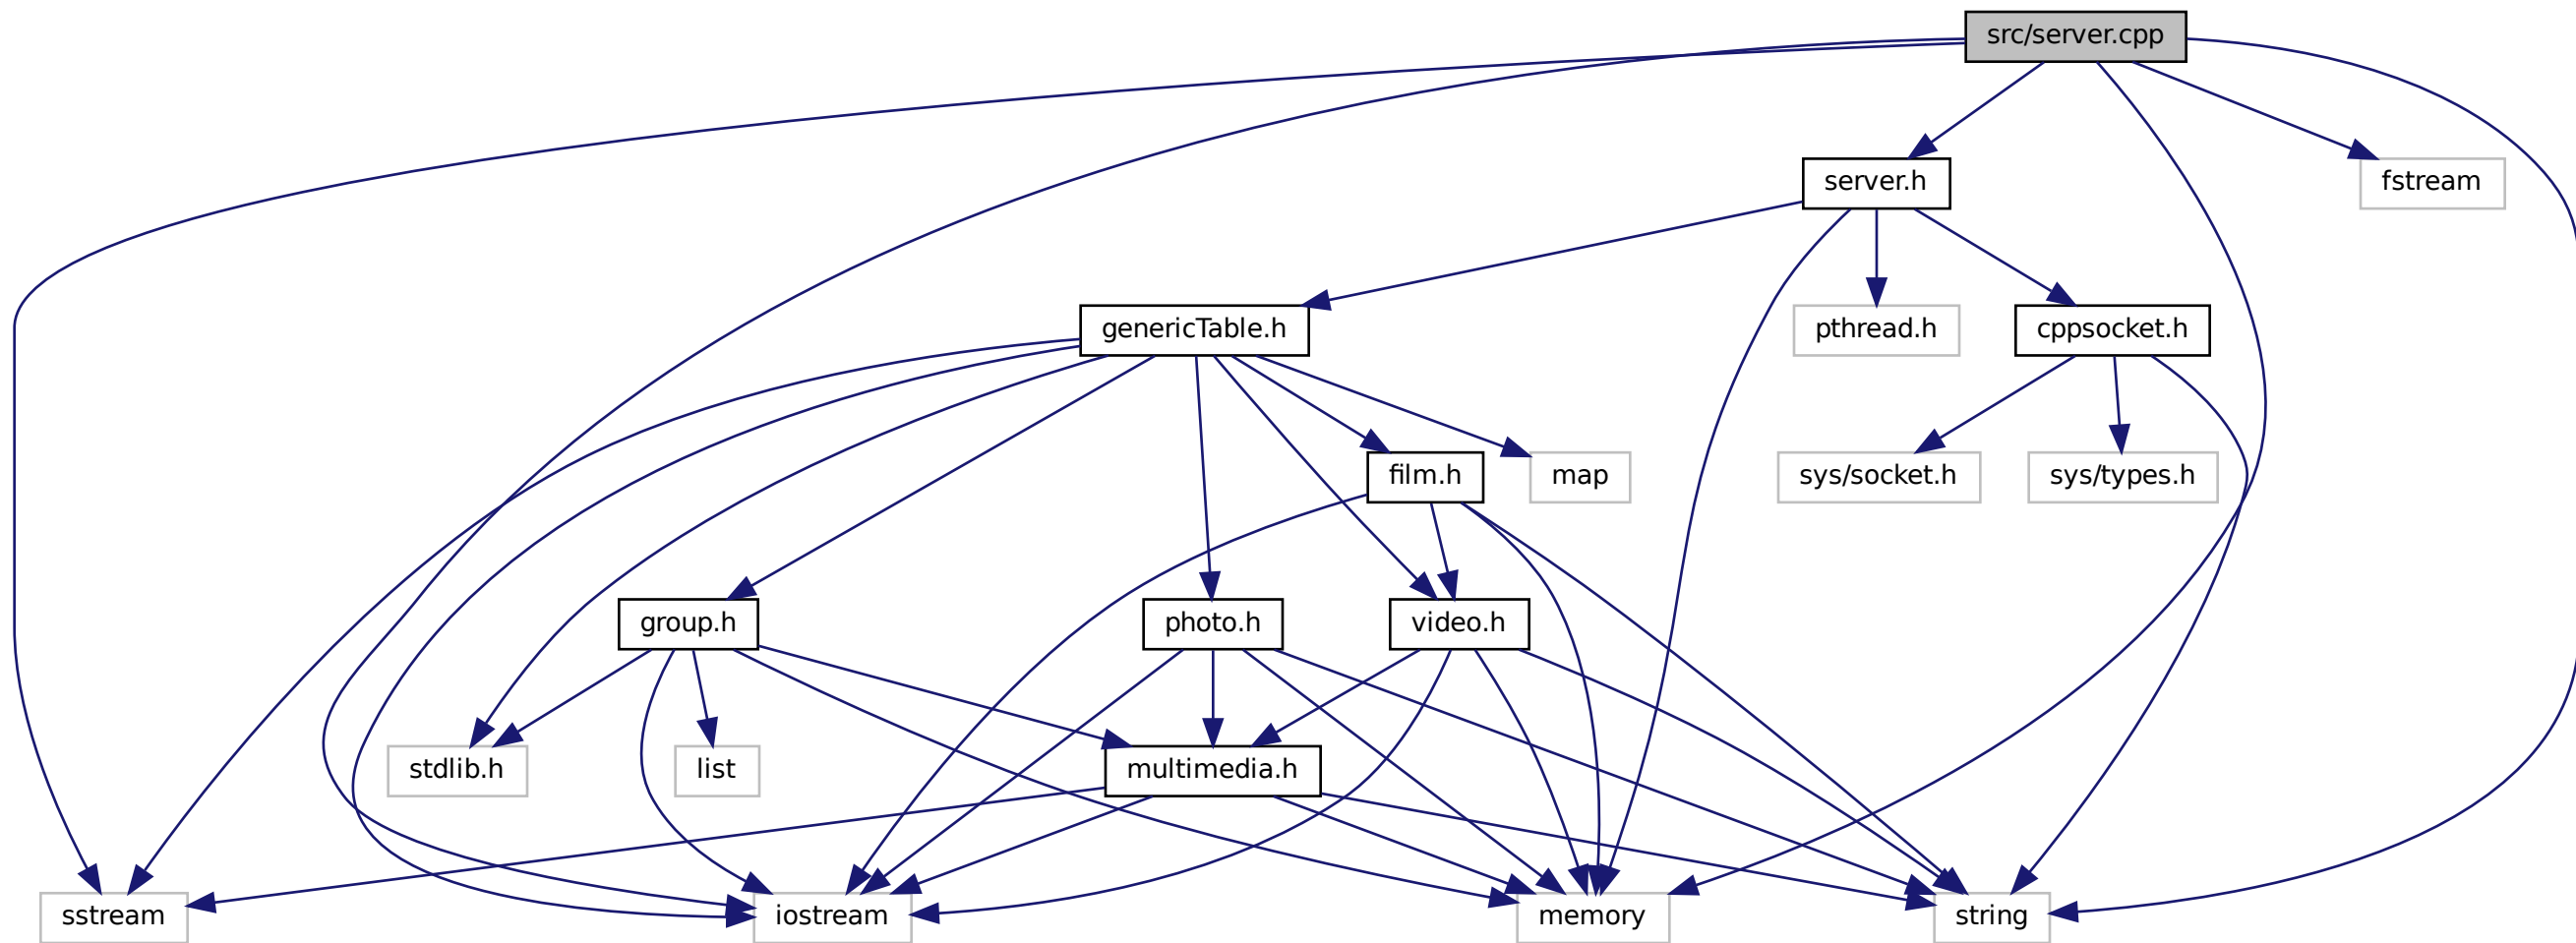 src/server.cpp
server.h
fstream
genericTable.h
pthread.h
cppsocket.h
film.h
map
sys/socket.h
sys/types.h
group.h
photo.h
video.h
stdlib.h
list
multimedia.h
sstream
iostream
memory
string